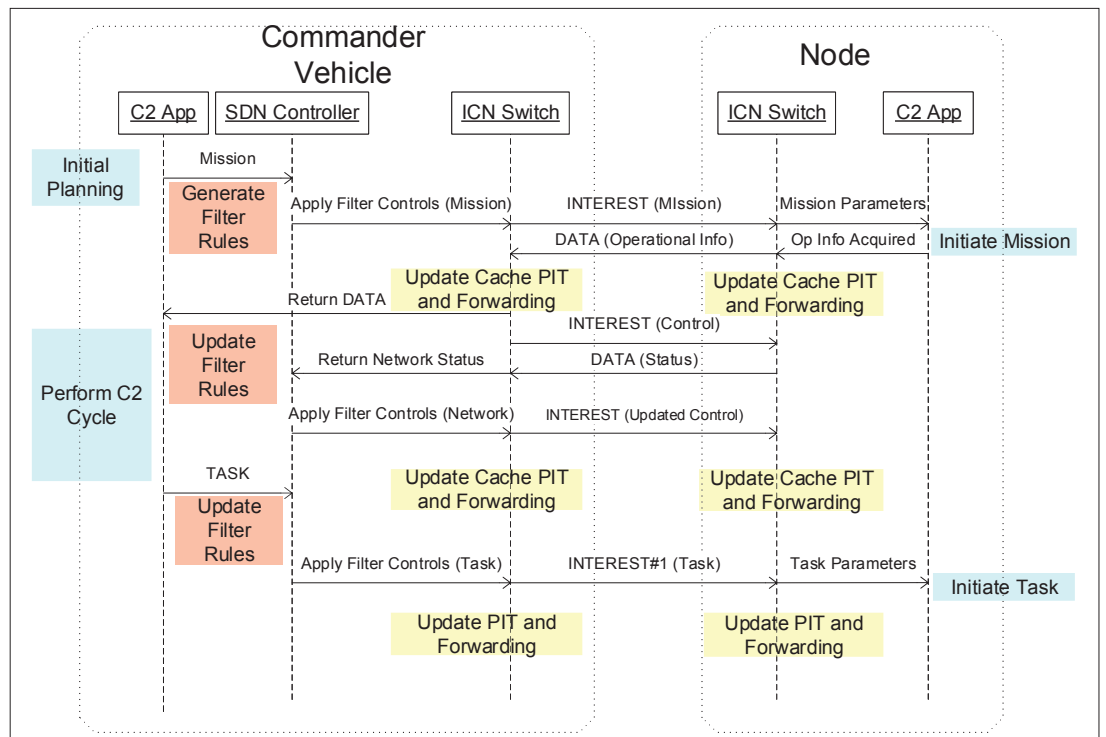 Commander
Vehicle
Node
C2 App
SDN Controller
ICN Switch
ICN Switch
C2 App
Initial
Planning
Mission
Generate
Filter
Rules
Apply Filter Controls (Mission)
INTEREST (MIssion)
Mission Parameters
DATA (Operational Info)
Op Info Acquired
Initiate Mission
Update Cache PIT
and Forwarding
Update Cache PIT
and Forwarding
Return DATA
INTEREST (Control)
Perform C2
Cycle
Update
Filter
Rules
Return Network Status
DATA (Status)
Apply Filter Controls (Network)
INTEREST (Updated Control)
TASK
Update Cache PIT
and Forwarding
Update Cache PIT
and Forwarding
Update
Filter
Rules
Apply Filter Controls (Task)
INTEREST#1 (Task)
Task Parameters
Initiate Task
Update PIT and
Forwarding
Update PIT and
Forwarding